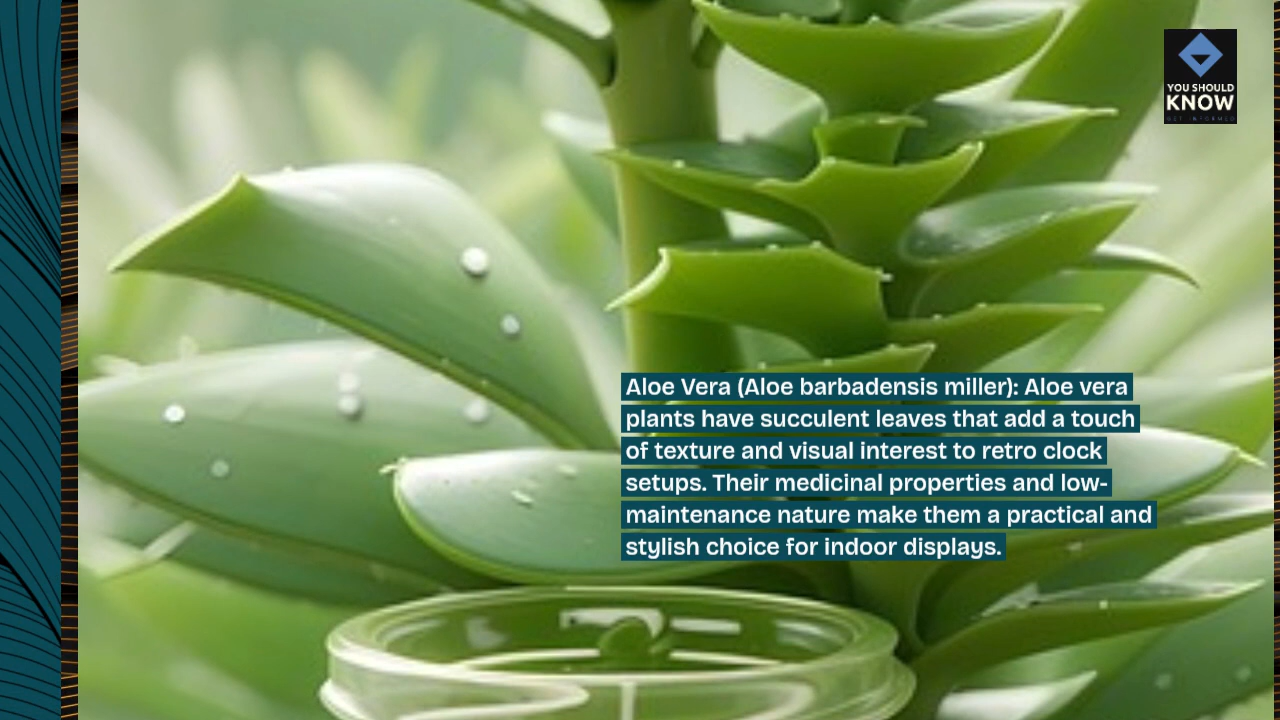 YOU SHOULD
KNOW
GET INFORMED
Aloe Vera (Aloe barbadensis miller): Aloe vera
plants have succulent leaves that add a touch
of texture and visual interest to retro clock
setups. Their medicinal properties and low-
maintenance nature make them a practical and
stylish choice for indoor displays.